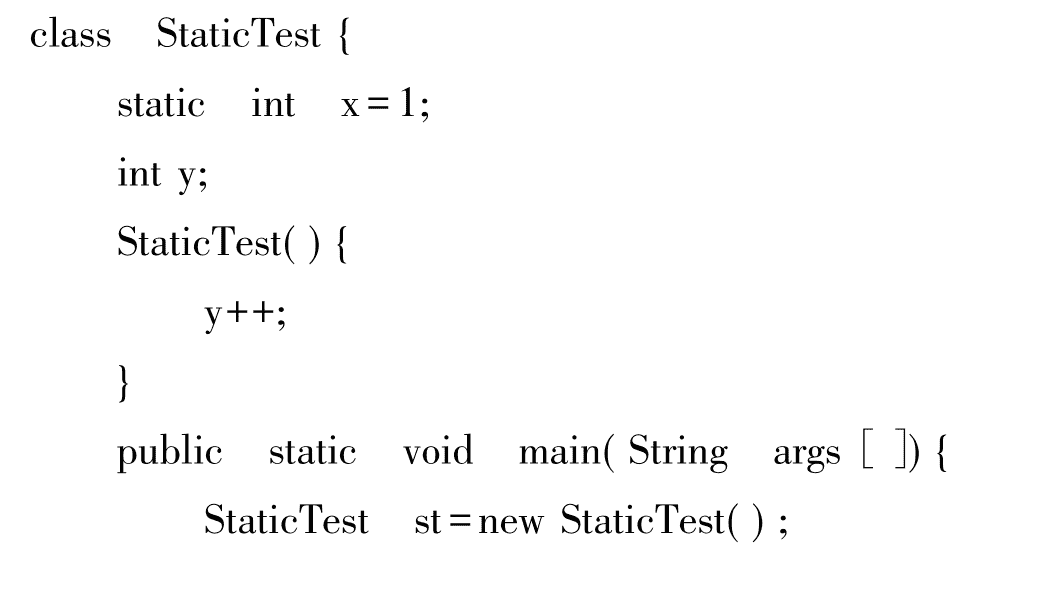 class StaticTest {
static int x = 1;
int y;
StaticTest( ) {
y++;
}
public static void main( String args [ ]) {
StaticTest st = new StaticTest( ) ;